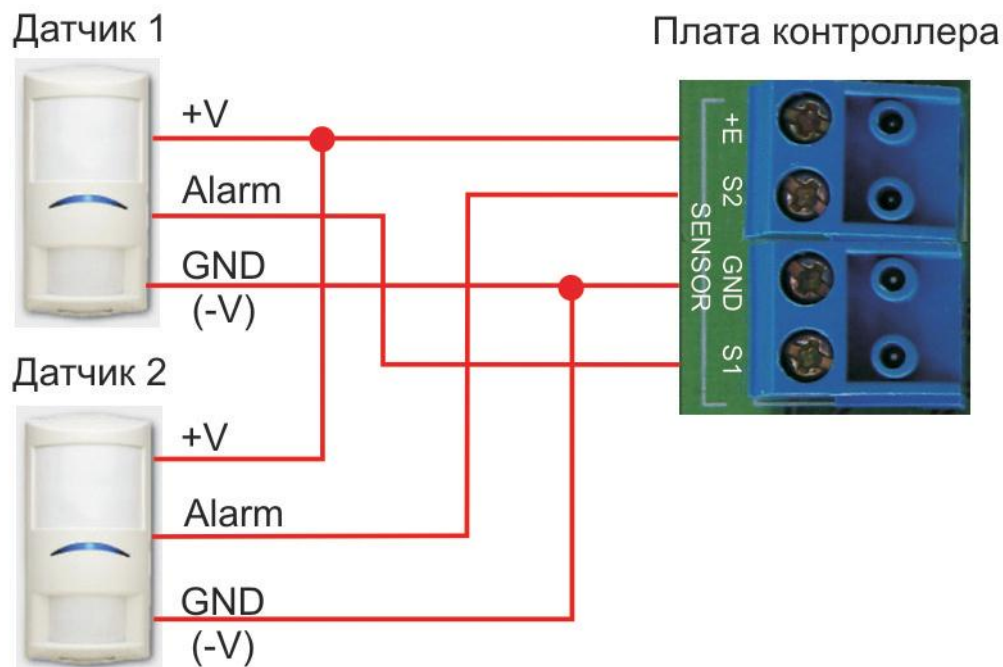 Датчик 1
Плата контроллера
+V
Alarm
GND
(-V)
+E
S2
GND
S1
SENSOR
Датчик 2
+V
Alarm
GND
(-V)